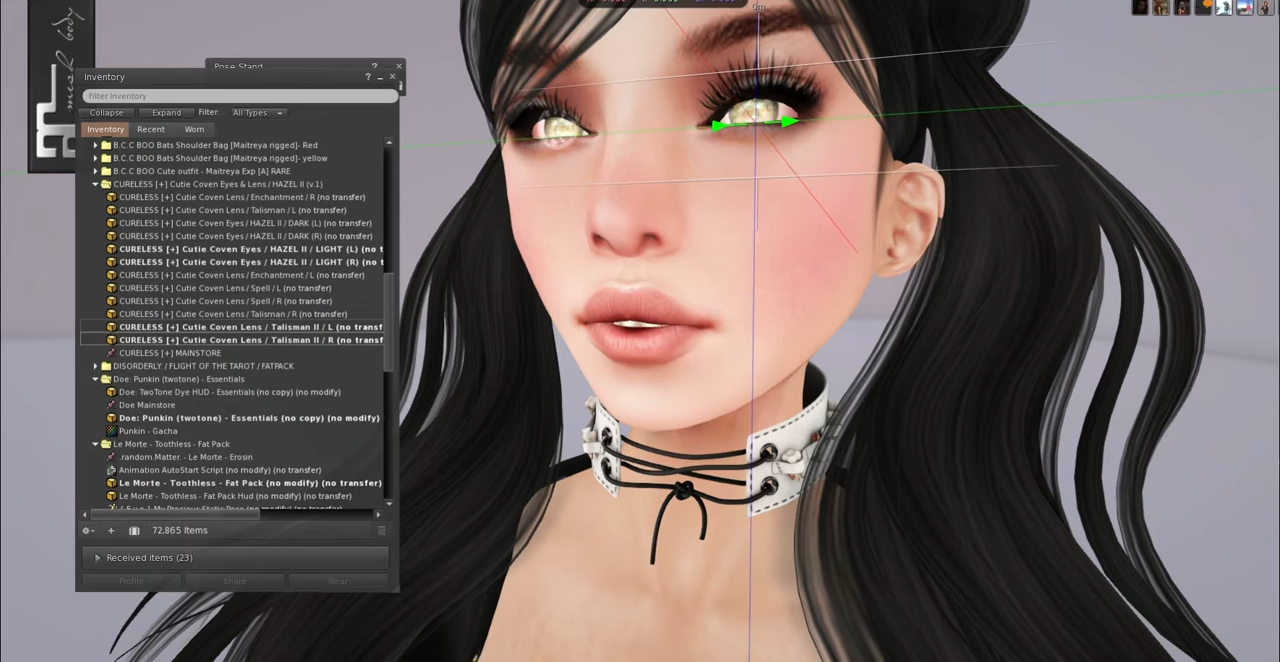 0m
mesh body
Pose Stand
?
×
Inventory
?
_
×
Filter Inventory
Collapse
Expand
Filter:
All Types
Inventory
Recent
Worn
B.C.C BOO Bats Shoulder Bag [Maitreya rigged]- Red
B.C.C BOO Bats Shoulder Bag [Maitreya rigged]- yellow
B.C.C BOO Cute outfit - Maitreya Exp [A] RARE
CURELESS [+] Cutie Coven Eyes & Lens / HAZEL II (v.1)
CURELESS [+] Cutie Coven Lens / Enchantment / R (no transfer)
CURELESS [+] Cutie Coven Lens / Talisman / L (no transfer)
CURELESS [+] Cutie Coven Eyes / HAZEL II / DARK (L) (no transfer)
CURELESS [+] Cutie Coven Eyes / HAZEL II / DARK (R) (no transfer)
CURELESS [+] Cutie Coven Eyes / HAZEL II / LIGHT (L) (no t
CURELESS [+] Cutie Coven Eyes / HAZEL II / LIGHT (R) (no t
CURELESS [+] Cutie Coven Lens / Enchantment / L (no transfer)
CURELESS [+] Cutie Coven Lens / Spell / L (no transfer)
CURELESS [+] Cutie Coven Lens / Spell / R (no transfer)
CURELESS [+] Cutie Coven Lens / Talisman / R (no transfer)
CURELESS [+] Cutie Coven Lens / Talisman II / L (no transf
CURELESS [+] Cutie Coven Lens / Talisman II / R (no transf
CURELESS [+] MAINSTORE
DISORDERLY. / FLIGHT OF THE TAROT / FATPACK
Doe: Punkin (twotone) - Essentials
Doe: TwoTone Dye HUD - Essentials (no copy) (no modify)
Doe Mainstore
Doe: Punkin (twotone) - Essentials (no copy) (no modify)
Punkin - Gacha
Le Morte - Toothless - Fat Pack
. random.Matter. - Le Morte - Erosin
Animation AutoStart Script (no modify) (no transfer)
Le Morte - Toothless - Fat Pack (no modify) (no transfer)
Le Morte - Toothless - Fat Pack Hud (no modify) (no transfer)
72,865 Items
Received items (23)
Profile
Share
Wear